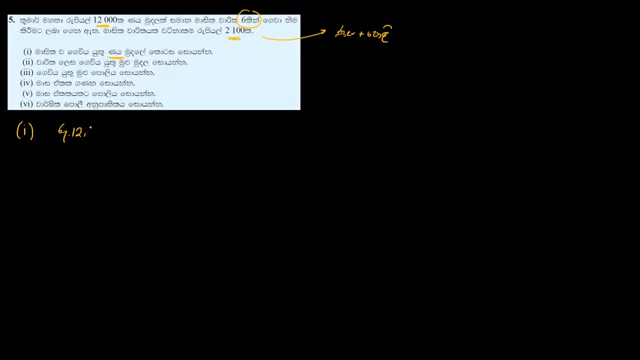 5. කුමාර් මහතා රුපියල් 12 000ක ණය මුදලක් සමාන මාසික වාරික 6කින් ගෙවා නිම
කිරීමට ලබා ගෙන ඇත. මාසික වාරිකයක වටිනාකම රුපියල් 2 100කි.
(i) මාසික ව ගෙවිය යුතු ණය මුදලේ කොටස සොයන්න.
(ii) වාරික ලෙස ගෙවිය යුතු මුළු මුදල සොයන්න.
(iii) ගෙවිය යුතු මුළු පොලිය සොයන්න.
(iv) මාස ඒකක ගණන සොයන්න.
(v) මාස ඒකකයකට පොලිය සොයන්න.
(vi) වාර්ෂික පොලී අනුපාතිකය සොයන්න.
(i) රු.12,